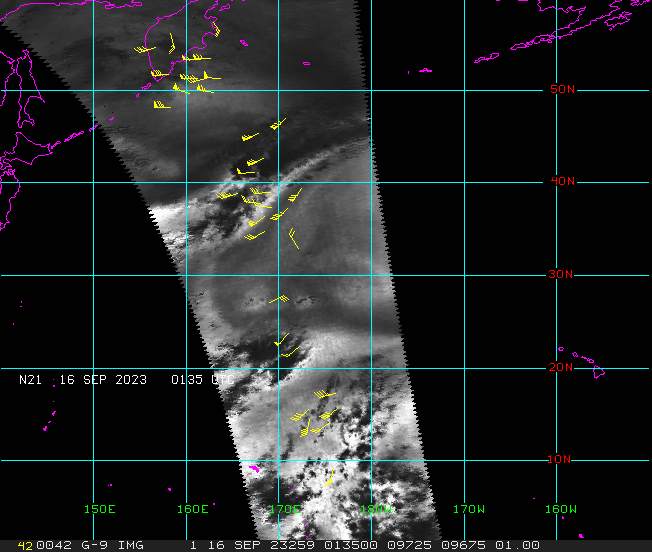 50N
40N
30N
20N
N21 16 SEP 2023 0135 UTC
10N
150E 160E 170E 180W 170W 160W
42 0042 G-9 IMG 1 16 SEP 23259 013500 09725 09675 01.00